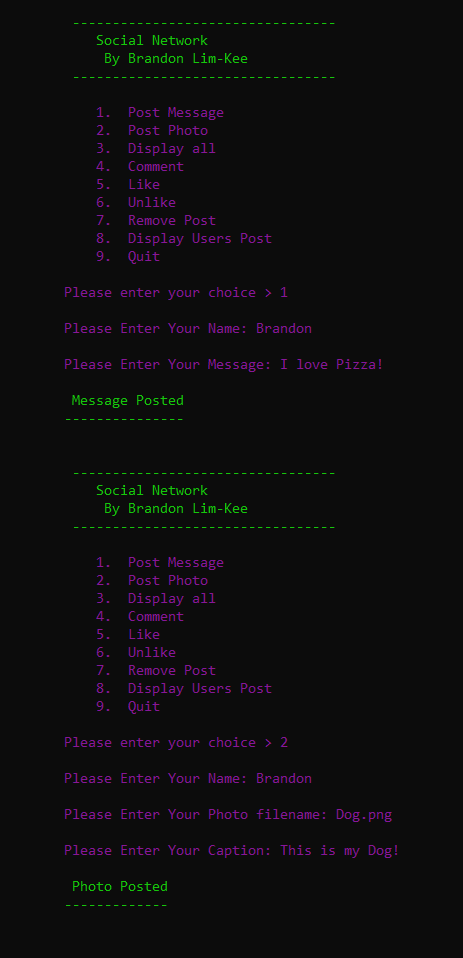 ---------------------------------
Social Network
By Brandon Lim-Kee
---------------------------------
1. Post Message
2. Post Photo
3. Display all
4. Comment
5. Like
6. Unlike
7. Remove Post
8. Display Users Post
9. Quit
Please enter your choice > 1
Please Enter Your Name: Brandon
Please Enter Your Message: I love Pizza!
Message Posted
---------------
---------------------------------
Social Network
By Brandon Lim-Kee
---------------------------------
1. Post Message
2. Post Photo
3. Display all
4. Comment
5. Like
6. Unlike
7. Remove Post
8. Display Users Post
9. Quit
Please enter your choice > 2
Please Enter Your Name: Brandon
Please Enter Your Photo filename: Dog.png
Please Enter Your Caption: This is my Dog!
Photo Posted
-------------